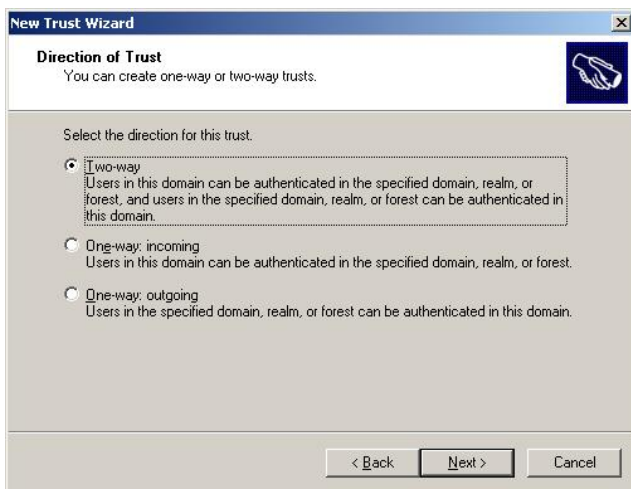 New Trust Wizard
Direction of Trust
You can create one-way or two-way trusts.
Select the direction for this trust.
Two-way
Users in this domain can be authenticated in the specified domain, realm, or
forest, and users in the specified domain, realm, or forest can be authenticated in
this domain.
One-way: incoming
Users in this domain can be authenticated in the specified domain, realm, or forest.
One-way: outgoing
Users in the specified domain, realm, or forest can be authenticated in this domain.
< Back Next > Cancel